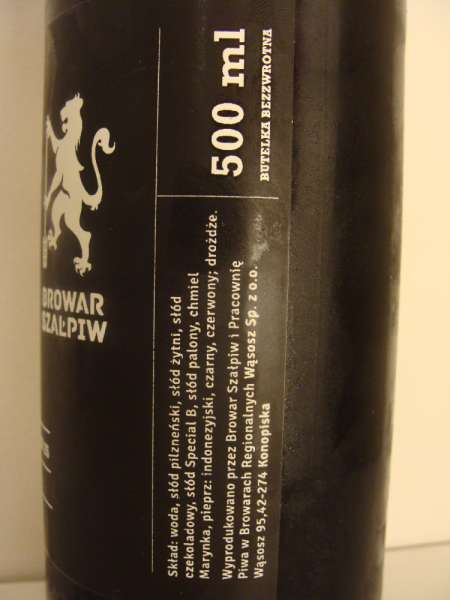 BROWAR
SZAŁPIW
500 ml
BUTELKA BEZZWROTNA
Skład: woda, słód pilzneński, słód żytni, słód
czekoladowy, słód Special B, słód palony, chmiel
Marynka, pieprz: indonezyjski, czarny, czerwony; drożdże.
Wyprodukowano przez Browar Szałpiw i Pracownię
Piwa w Browarach Regionalnych Wąsosz Sp. z o.o.
Wąsosz 95,42-274 Konopiska